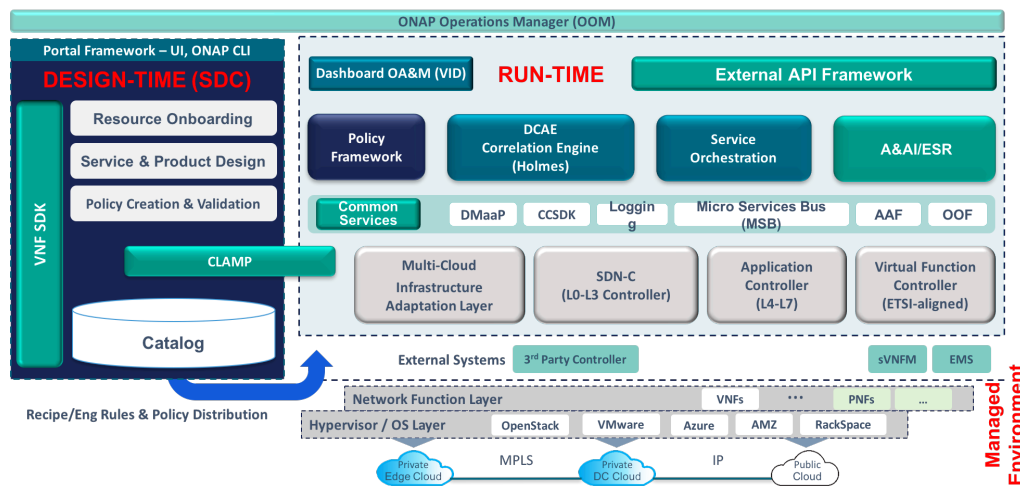 ONAP Operations Manager (OOM)
Portal Framework – UI, ONAP CLI
DESIGN-TIME (SDC)
VNF SDK
Resource Onboarding
Service & Product Design
Policy Creation & Validation
CLAMP
Catalog
Recipe/Eng Rules & Policy Distribution
Dashboard OA&M (VID)
RUN-TIME
External API Framework
Policy
Framework
DCAE
Correlation Engine
(Holmes)
Service
Orchestration
A&AI/ESR
Common
Services
DMaaP
CCSDK
Loggin
g
Micro Services Bus
(MSB)
AAF
OOF
Multi-Cloud
Infrastructure
Adaptation Layer
SDN-C
(L0-L3 Controller)
Application
Controller
(L4-L7)
Virtual Function
Controller
(ETSI-aligned)
External Systems
3rd Party Controller
sVNFM
EMS
Network Function Layer
VNFs
...
PNFs
...
Hypervisor / OS Layer
OpenStack
VMware
Azure
AMZ
RackSpace
Private
Edge Cloud
MPLS
Private
DC Cloud
IP
Public
Cloud
Managed
Environment